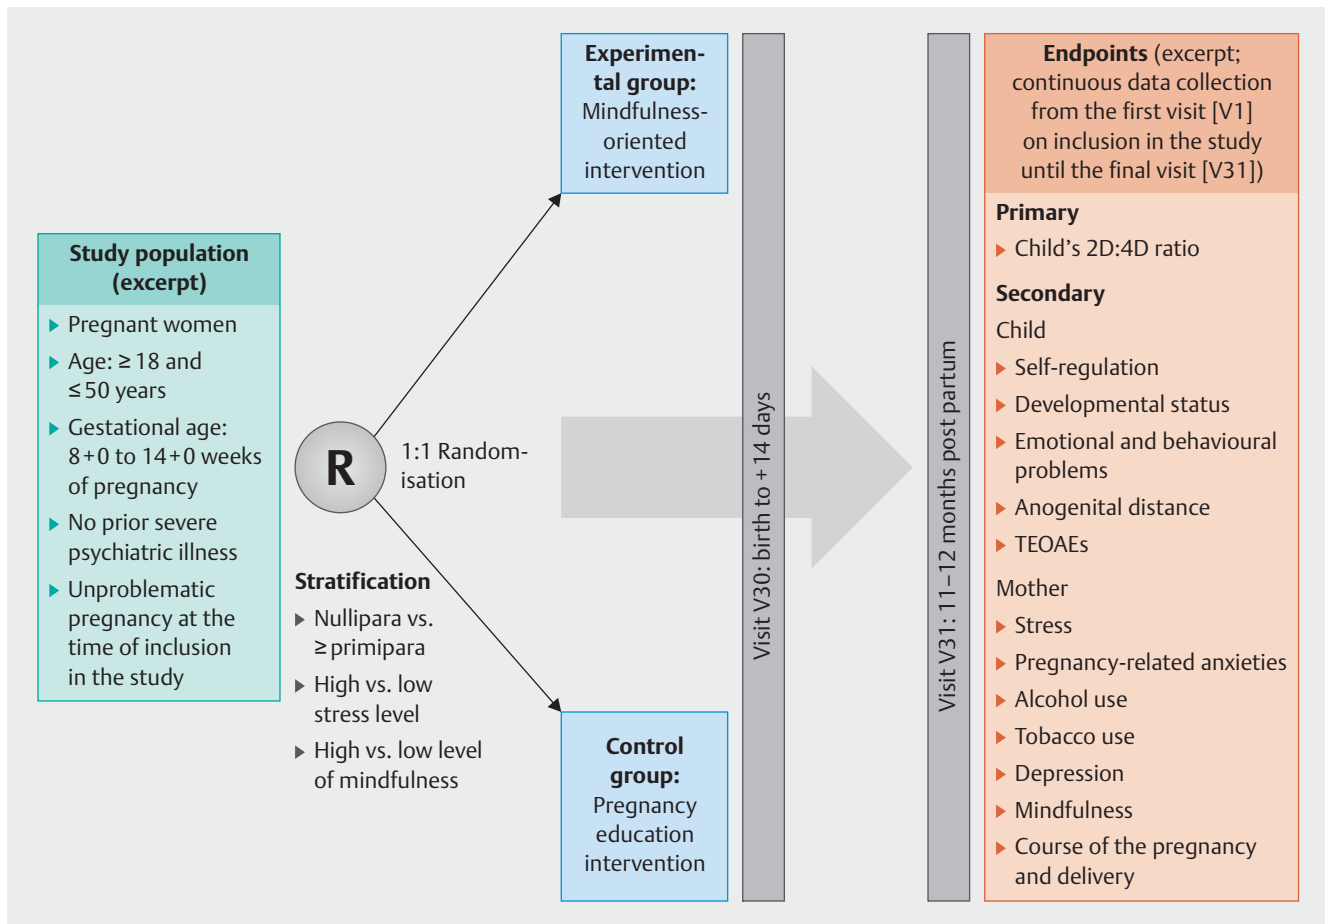 Study population
(excerpt)
▶ Pregnant women
▶ Age: ≥ 18 and
≤ 50 years
▶ Gestational age:
8+0 to 14+0 weeks
of pregnancy
▶ No prior severe
psychiatric illness
▶ Unproblematic
pregnancy at the
time of inclusion
in the study
R
1:1 Random-
isation
Stratification
▶ Nullipara vs.
≥ primipara
▶ High vs. low
stress level
▶ High vs. low level
of mindfulness
Experimen-
tal group:
Mindfulness-
oriented
intervention
Control
group:
Pregnancy
education
intervention
Visit V30: birth to + 14 days
Visit V31: 11–12 months post partum
Endpoints (excerpt;
continuous data collection
from the first visit [V1]
on inclusion in the study
until the final visit [V31])
Primary
▶ Child’s 2D:4D ratio
Secondary
Child
▶ Self-regulation
▶ Developmental status
▶ Emotional and behavioural
problems
▶ Anogenital distance
▶ TEOAEs
Mother
▶ Stress
▶ Pregnancy-related anxieties
▶ Alcohol use
▶ Tobacco use
▶ Depression
▶ Mindfulness
▶ Course of the pregnancy
and delivery